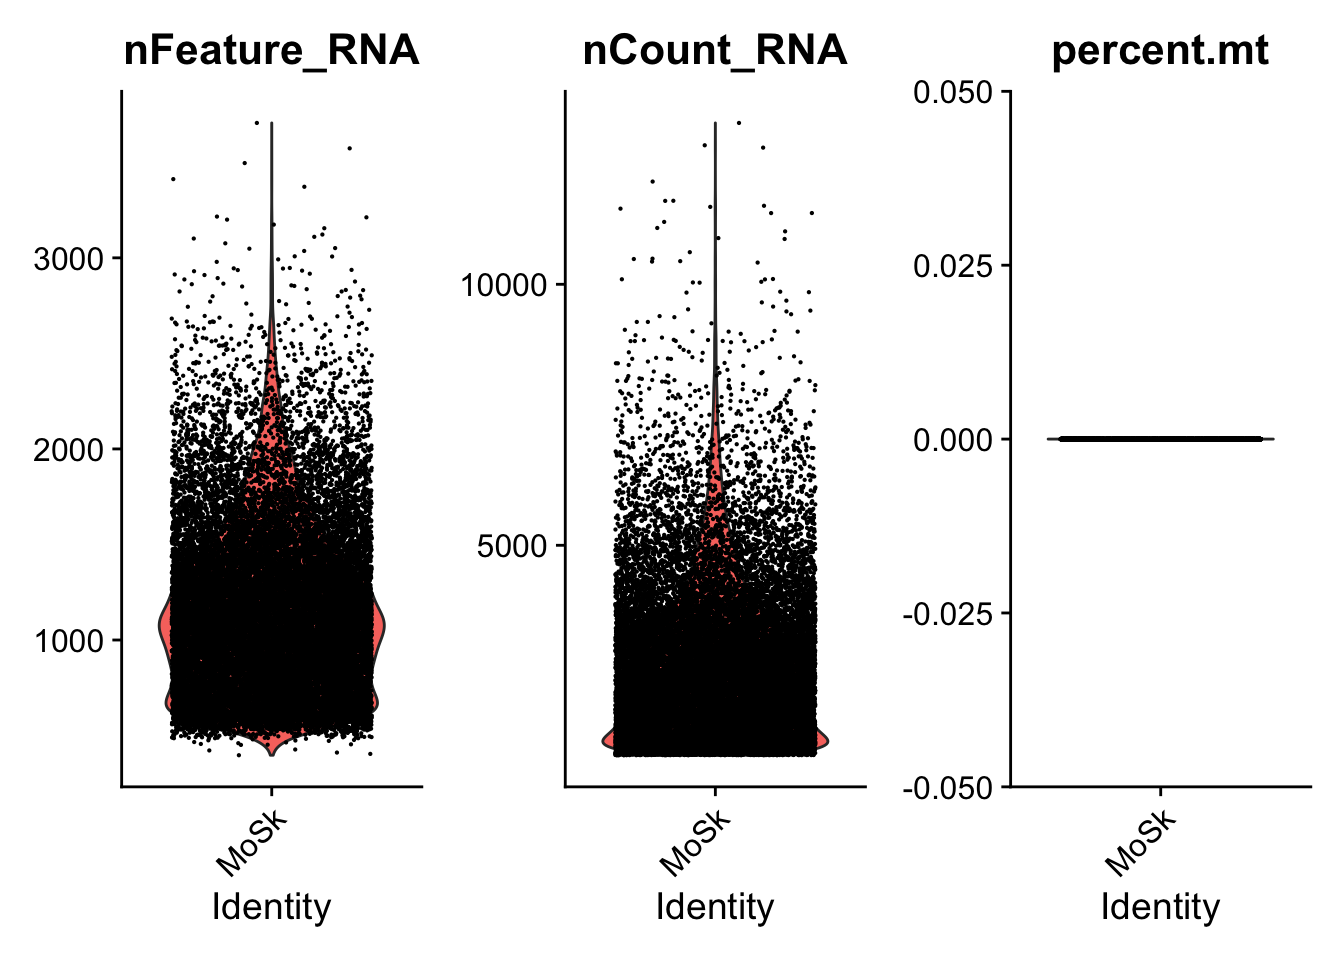 nFeature_RNA
3000
2000
1000
MoSk
Identity
nCount_RNA
10000
5000
MoSk
Identity
percent.mt
0.050
0.025
0.000
-0.025
-0.050
MoSk
Identity